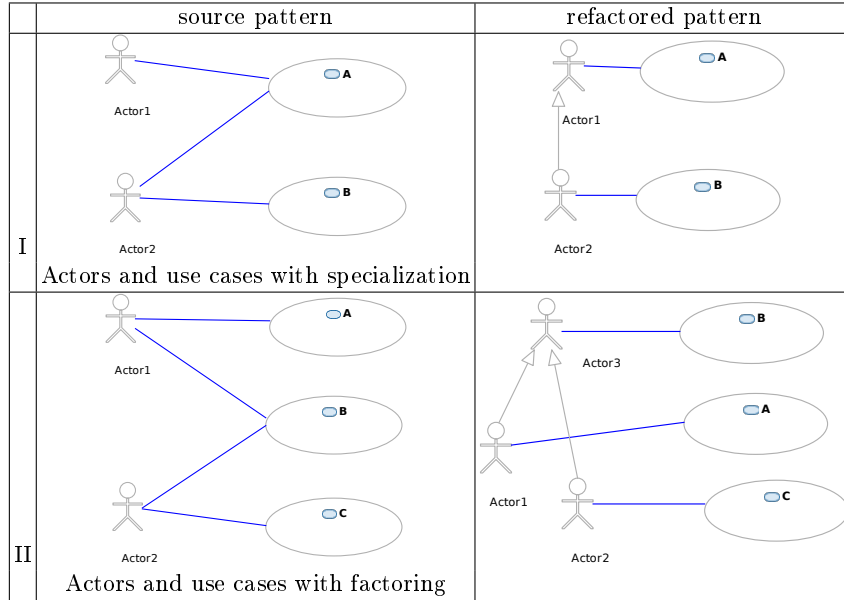 source pattern
refactored pattern
A
Actor1
B
Actor2
I
Actors and use cases with specialization
A
Actor1
B
Actor2
A
Actor1
B
C
Actor2
II
Actors and use cases with factoring
B
Actor3
A
Actor1
C
Actor2